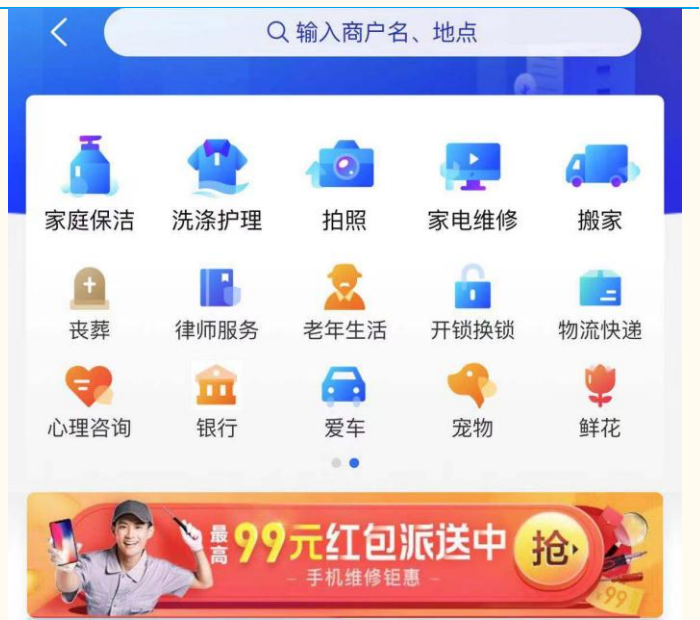 输入商户名、地点
家庭保洁 洗涤护理 拍照 家电维修 搬家
丧葬 律师服务 老年生活 开锁换锁 物流快递
心理咨询 银行 爱车 宠物 鲜花
最高99元红包派送中 抢
- 手机维修钜惠 -
¥99